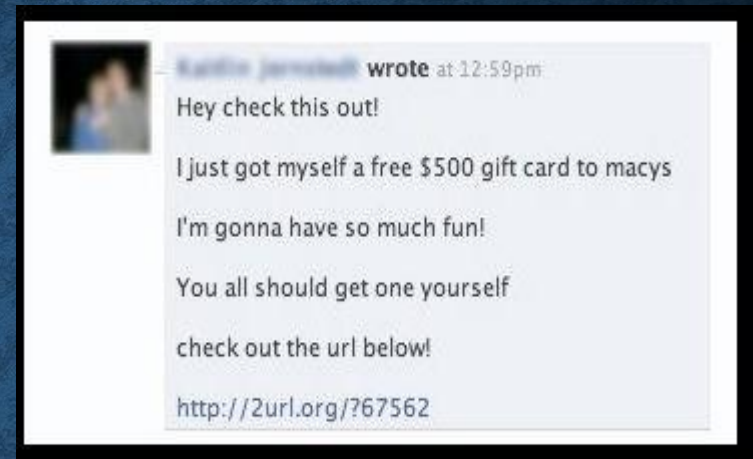 wrote at 12:59pm
Hey check this out!
I just got myself a free $500 gift card to macys
I'm gonna have so much fun!
You all should get one yourself
check out the url below!
http://2url.org/?67562